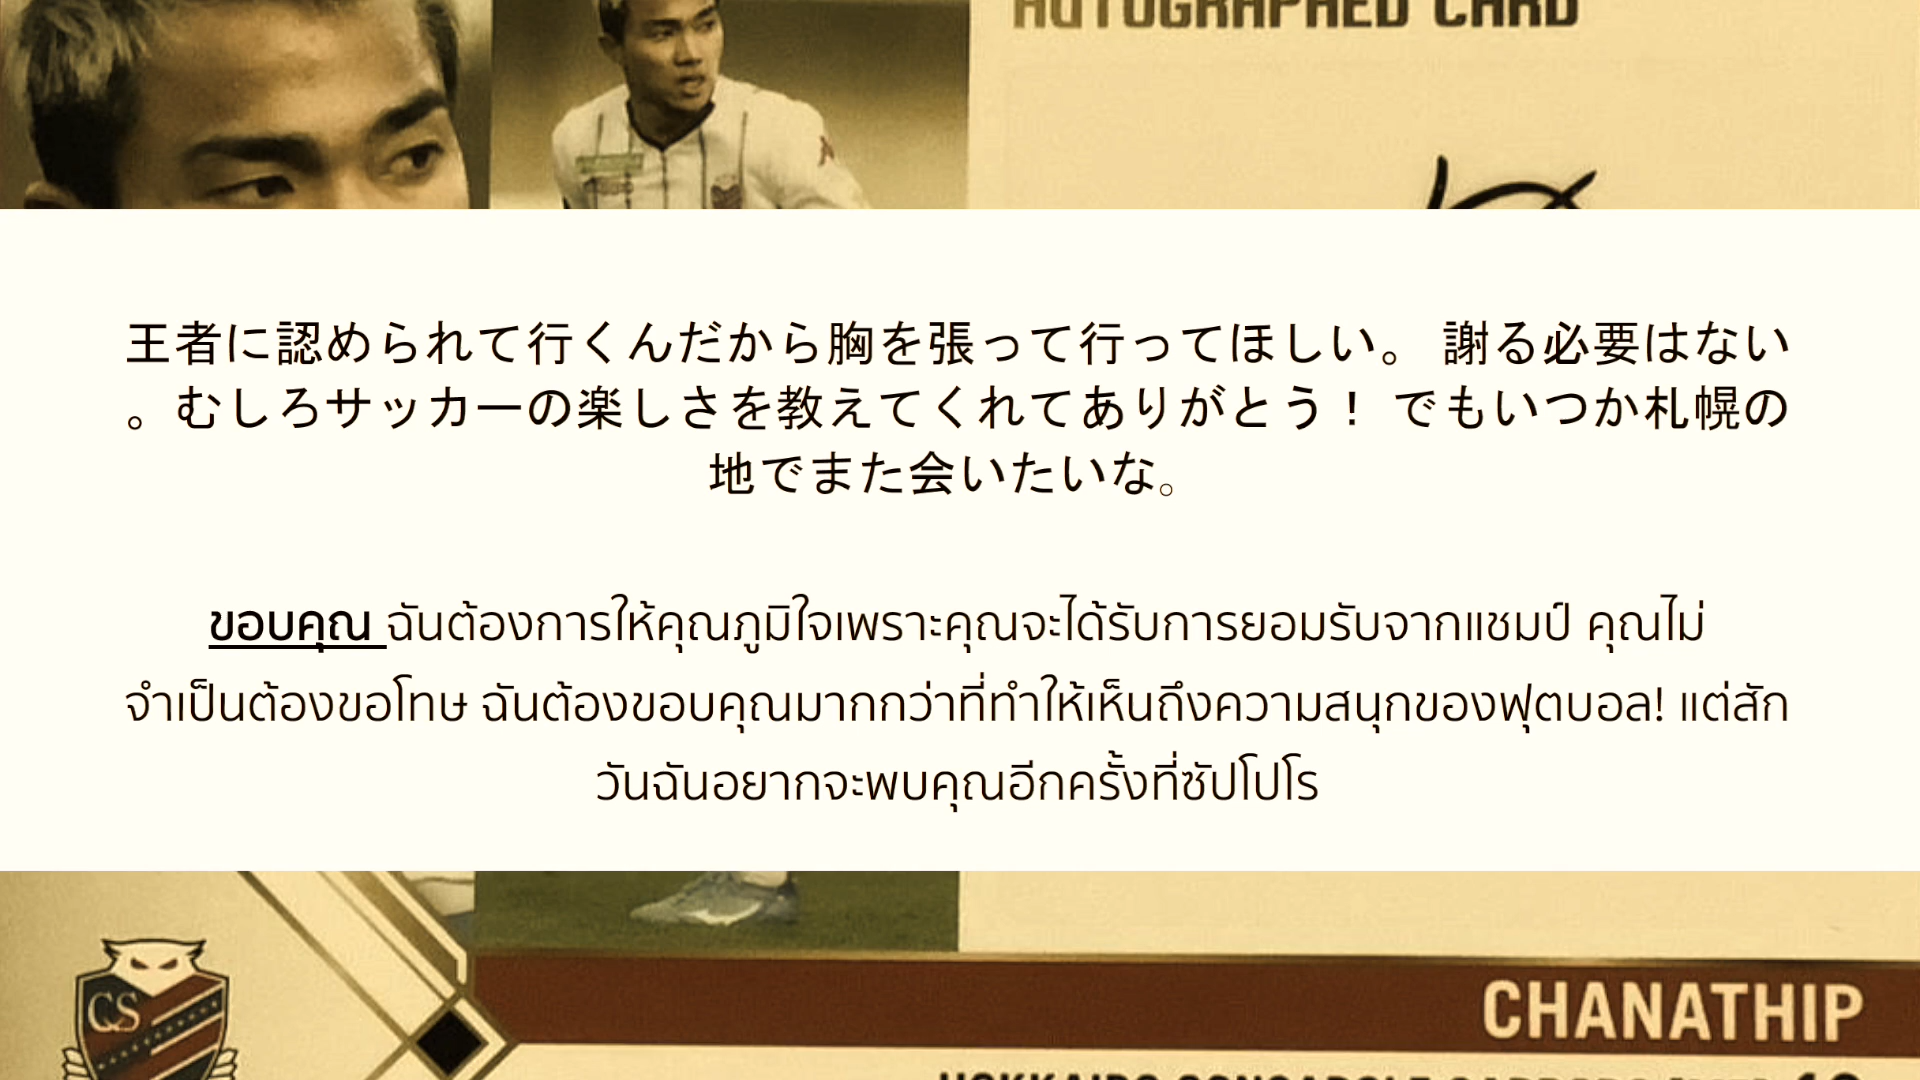 AUTOGRAPHED CARD
王者に認められて行くんだから胸を張って行ってほしい。 謝る必要はない
。むしろサッカーの楽しさを教えてくれてありがとう！ でもいつか札幌の
地でまた会いたいな。
ขอบคุณ ฉันต้องการให้คุณภูมิใจเพราะคุณจะได้รับการยอมรับจากแชมป์ คุณไม่
จำเป็นต้องขอโทษ ฉันต้องขอบคุณมากกว่าที่ทำให้เห็นถึงความสนุกของฟุตบอล! แต่สัก
วันฉันอยากจะพบคุณอีกครั้งที่ซัปโปโร
CS
CHANATHIP
HOKKAIDO CONSADOLE SAPPORO